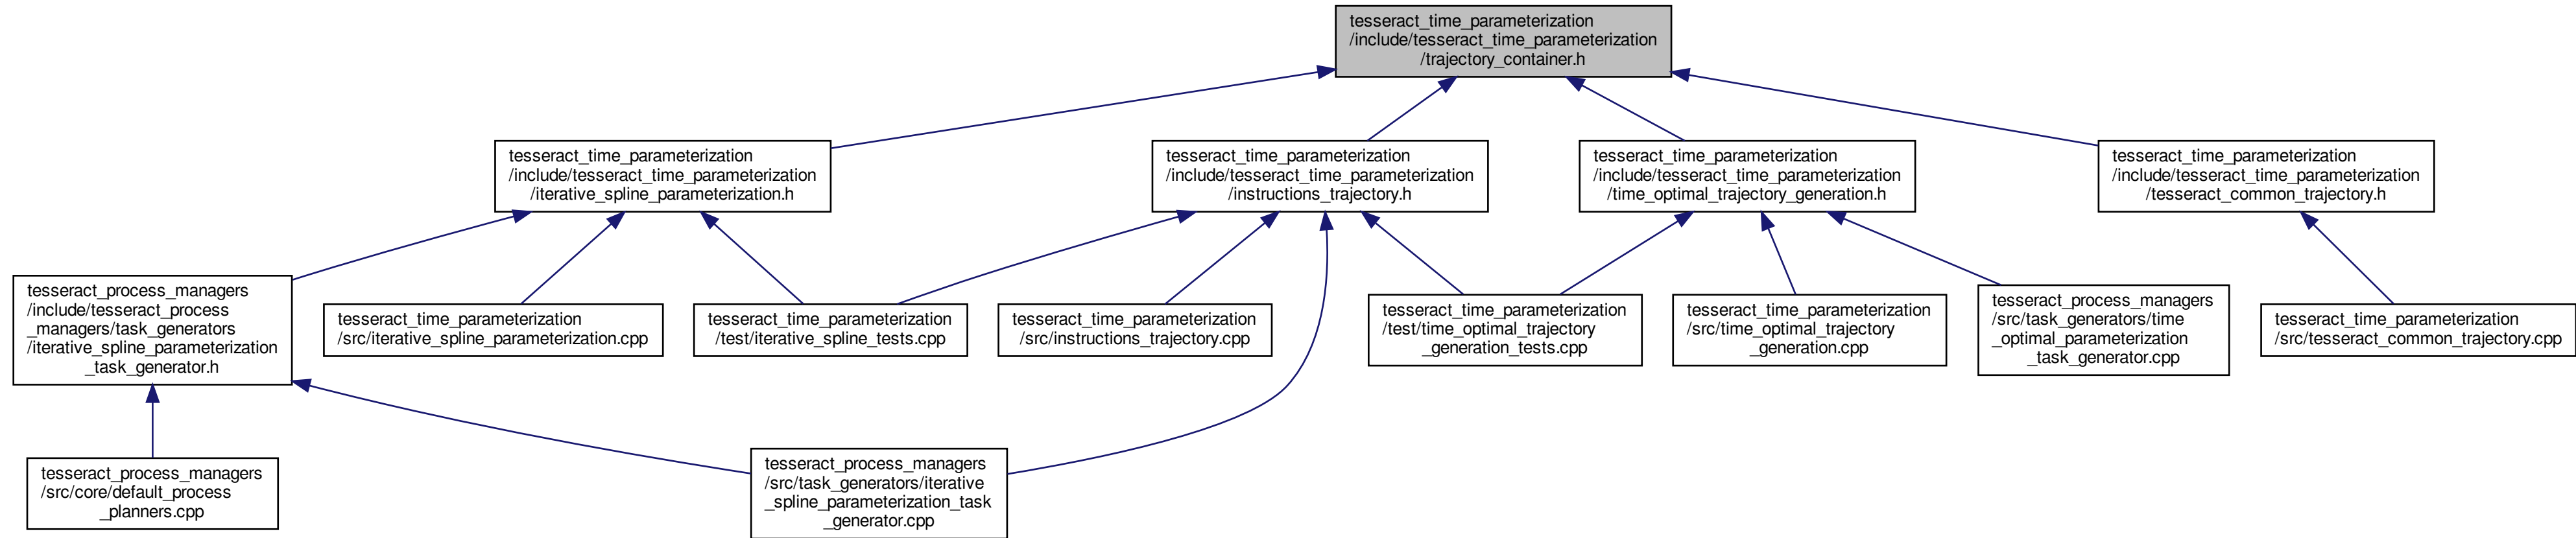 tesseract_time_parameterization
/include/tesseract_time_parameterization
/trajectory_container.h
tesseract_time_parameterization
/include/tesseract_time_parameterization
/iterative_spline_parameterization.h
tesseract_time_parameterization
/include/tesseract_time_parameterization
/instructions_trajectory.h
tesseract_time_parameterization
/include/tesseract_time_parameterization
/time_optimal_trajectory_generation.h
tesseract_time_parameterization
/include/tesseract_time_parameterization
/tesseract_common_trajectory.h
tesseract_process_managers
/include/tesseract_process
_managers/task_generators
/iterative_spline_parameterization
_task_generator.h
tesseract_time_parameterization
/src/iterative_spline_parameterization.cpp
tesseract_time_parameterization
/test/iterative_spline_tests.cpp
tesseract_time_parameterization
/src/instructions_trajectory.cpp
tesseract_time_parameterization
/test/time_optimal_trajectory
_generation_tests.cpp
tesseract_time_parameterization
/src/time_optimal_trajectory
_generation.cpp
tesseract_process_managers
/src/task_generators/time
_optimal_parameterization
_task_generator.cpp
tesseract_time_parameterization
/src/tesseract_common_trajectory.cpp
tesseract_process_managers
/src/core/default_process
_planners.cpp
tesseract_process_managers
/src/task_generators/iterative
_spline_parameterization_task
_generator.cpp